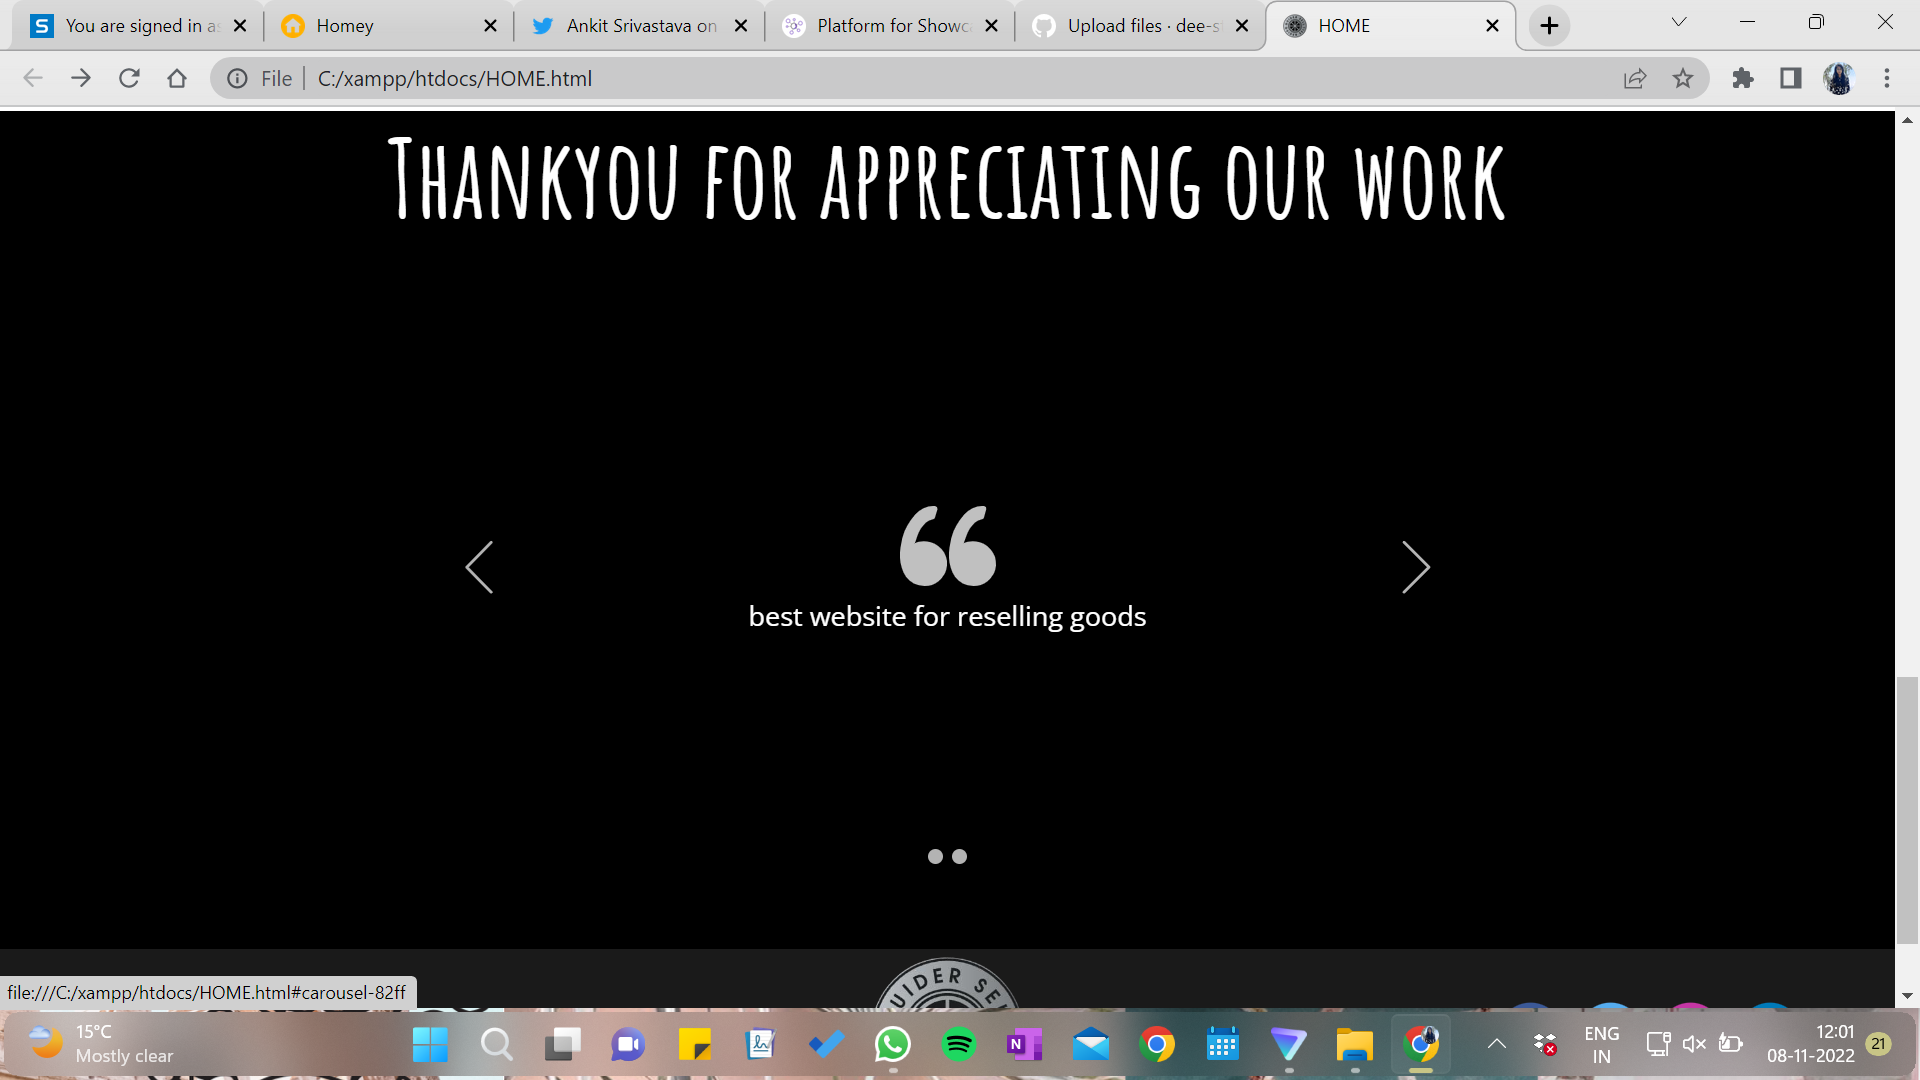 You are signed in as
Homey
Ankit Srivastava on
Platform for Showc
Upload files · dee-s
HOME
File
C:/xampp/htdocs/HOME.html
Thankyou for appreciating our work
best website for reselling goods
file:///C:/xampp/htdocs/HOME.html#carousel-82ff
15°C
Mostly clear
ENG
IN
12:01
08-11-2022
21